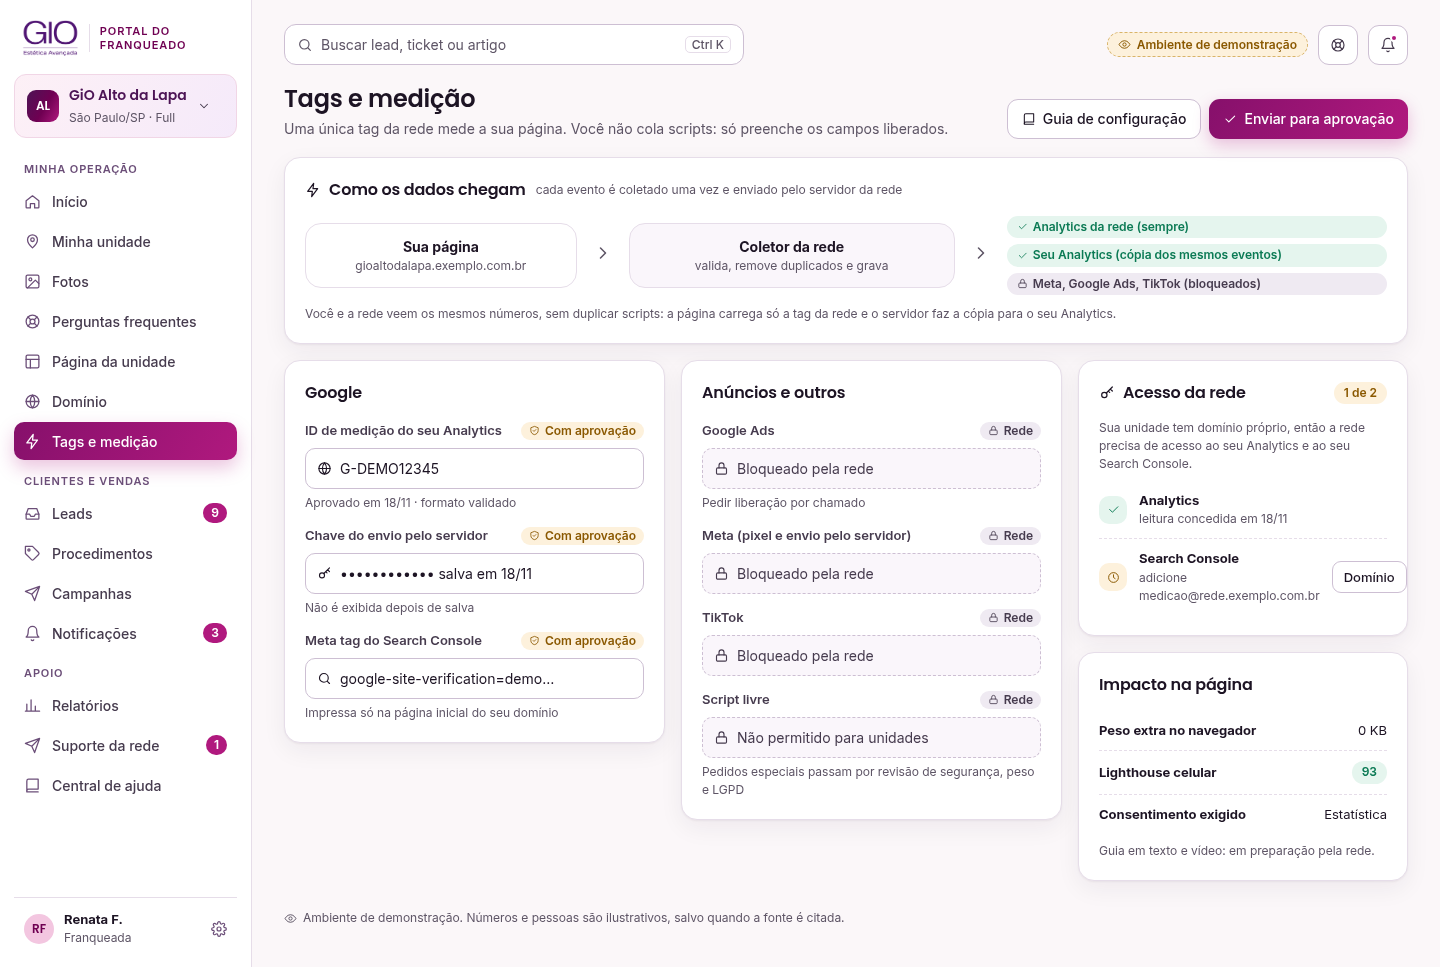 GIO
Estética Avançada
PORTAL DO
FRANQUEADO
AL
GiO Alto da Lapa
São Paulo/SP · Full
MINHA OPERAÇÃO
Início
Minha unidade
Fotos
Perguntas frequentes
Página da unidade
Domínio
Tags e medição
CLIENTES E VENDAS
Leads 9
Procedimentos
Campanhas
Notificações 3
APOIO
Relatórios
Suporte da rede 1
Central de ajuda
RF
Renata F.
Franqueada
Buscar lead, ticket ou artigo Ctrl K
Ambiente de demonstração
Tags e medição
Uma única tag da rede mede a sua página. Você não cola scripts: só preenche os campos liberados.
Guia de configuração
Enviar para aprovação
Como os dados chegam cada evento é coletado uma vez e enviado pelo servidor da rede
Sua página
gioaltodalapa.exemplo.com.br
Coletor da rede
valida, remove duplicados e grava
Analytics da rede (sempre)
Seu Analytics (cópia dos mesmos eventos)
Meta, Google Ads, TikTok (bloqueados)
Você e a rede veem os mesmos números, sem duplicar scripts: a página carrega só a tag da rede e o servidor faz a cópia para o seu Analytics.
Google
ID de medição do seu Analytics Com aprovação
G-DEMO12345
Aprovado em 18/11 · formato validado
Chave do envio pelo servidor Com aprovação
•••••••••••• salva em 18/11
Não é exibida depois de salva
Meta tag do Search Console Com aprovação
google-site-verification=demo...
Impressa só na página inicial do seu domínio
Anúncios e outros
Google Ads Rede
Bloqueado pela rede
Pedir liberação por chamado
Meta (pixel e envio pelo servidor) Rede
Bloqueado pela rede
TikTok Rede
Bloqueado pela rede
Script livre Rede
Não permitido para unidades
Pedidos especiais passam por revisão de segurança, peso
e LGPD
Acesso da rede 1 de 2
Sua unidade tem domínio próprio, então a rede
precisa de acesso ao seu Analytics e ao seu
Search Console.
Analytics
leitura concedida em 18/11
Search Console
adicione
medicao@rede.exemplo.com.br
Domínio
Impacto na página
Peso extra no navegador 0 KB
Lighthouse celular 93
Consentimento exigido Estatística
Guia em texto e vídeo: em preparação pela rede.
Ambiente de demonstração. Números e pessoas são ilustrativos, salvo quando a fonte é citada.